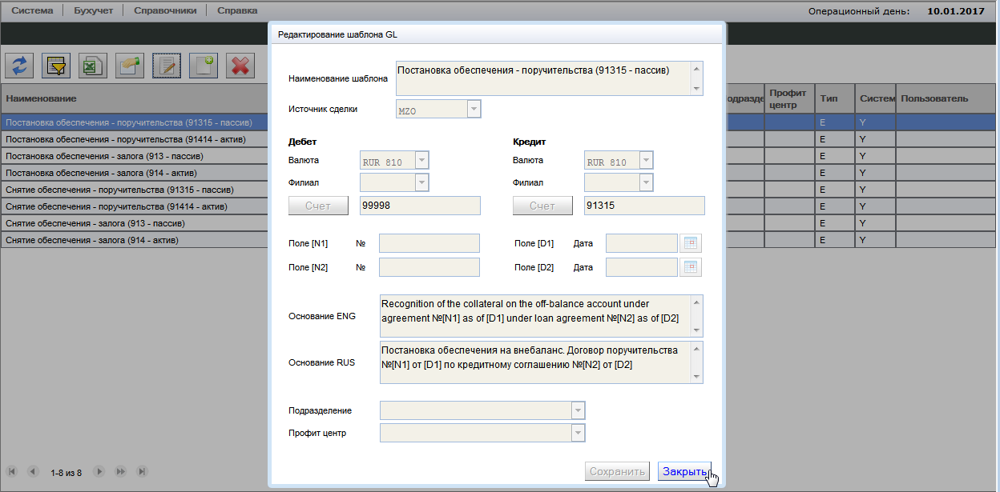 Система Бухучет Справочники Справка Операционный день: 10.01.2017
Редактирование шаблона GL
Наименование Профит центр Тип Систем Пользователь
Постановка обеспечения - поручительства (91315 - пассив) E Y
Постановка обеспечения - поручительства (91414 - актив) E Y
Постановка обеспечения - залога (913 - пассив) E Y
Постановка обеспечения - залога (914 - актив) E Y
Снятие обеспечения - поручительства (91315 - пассив) E Y
Снятие обеспечения - поручительства (91414 - актив) E Y
Снятие обеспечения - залога (913 - пассив) E Y
Снятие обеспечения - залога (914 - актив) E Y
1-8 из 8
Наименование шаблона Постановка обеспечения - поручительства (91315 - пассив)
Источник сделки MZO
Дебет Кредит
Валюта RUR 810 Валюта RUR 810
Филиал Филиал
Счет 99998 Счет 91315
Поле [N1] № Поле [D1] Дата
Поле [N2] № Поле [D2] Дата
Основание ENG
Recognition of the collateral on the off-balance account under
agreement №[N1] as of [D1] under loan agreement №[N2] as of [D2]
Основание RUS
Постановка обеспечения на внебаланс. Договор поручительства
№[N1] от [D1] по кредитному соглашению №[N2] от [D2]
Подразделение
Профит центр
Сохранить Закрыть